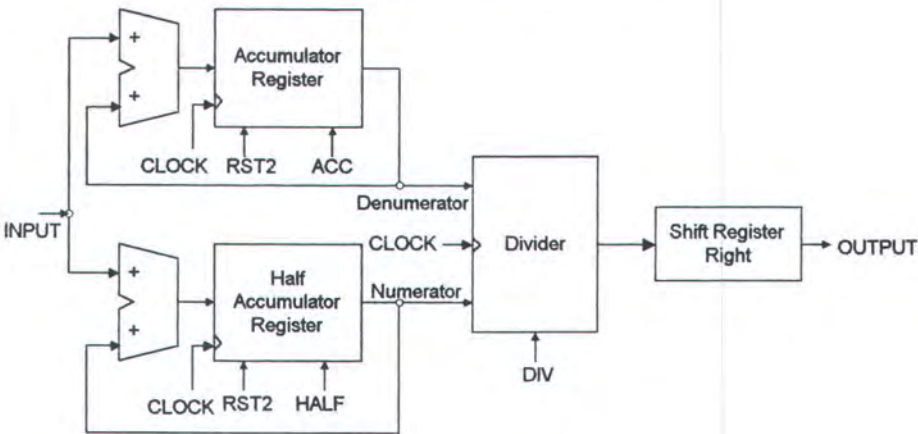 +
+
Accumulator
Register
CLOCK
RST2
ACC
Denumerator
INPUT
+
+
Half
Accumulator
Register
CLOCK
RST2
HALF
Numerator
CLOCK
Divider
DIV
Shift Register
Right
OUTPUT